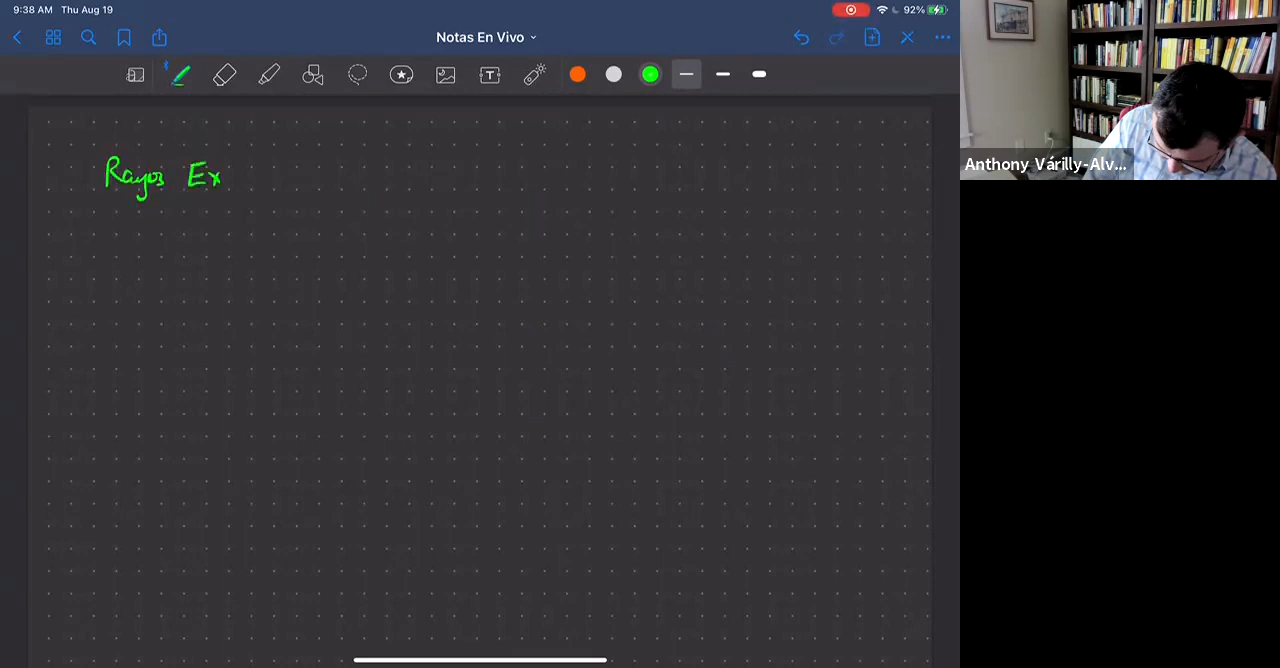 9:38 AM Thu Aug 19
92%
Notas En Vivo
T
Rayos Ex
Anthony Várilly-Alv...